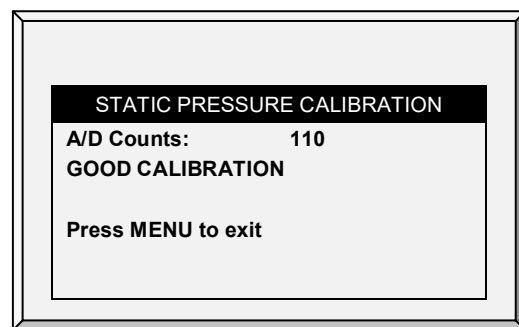 STATIC PRESSURE CALIBRATION
A/D Counts: 110
GOOD CALIBRATION
Press MENU to exit